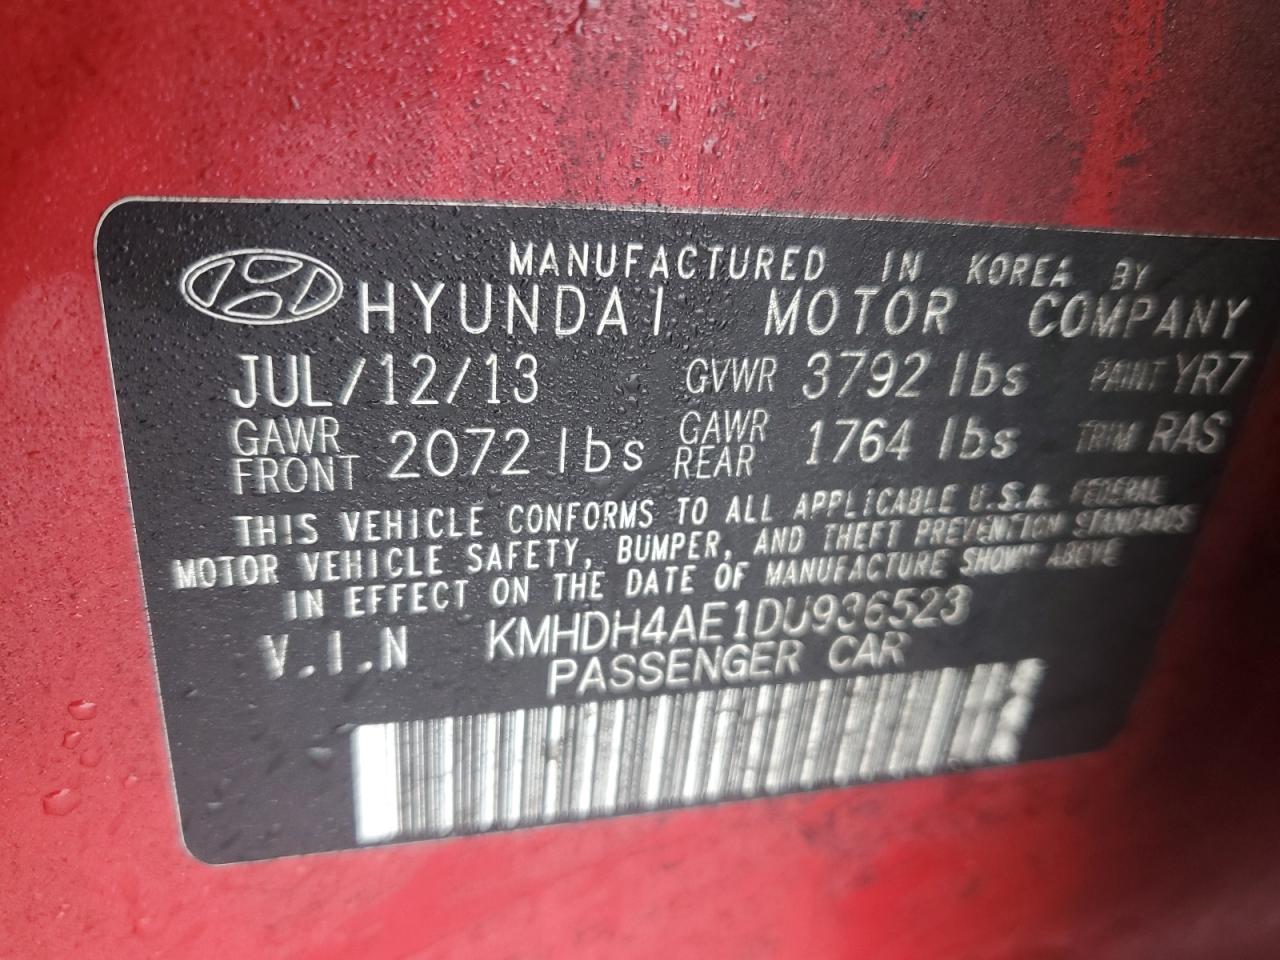 MANUFACTURED IN KOREA BY
HYUNDAI MOTOR COMPANY
JUL/12/13 GVWR 3792 lbs PAINT YR7
GAWR FRONT 2072 lbs GAWR REAR 1764 lbs TRIM RAS
THIS VEHICLE CONFORMS TO ALL APPLICABLE U.S.A. FEDERAL
MOTOR VEHICLE SAFETY, BUMPER, AND THEFT PREVENTION STANDARDS
IN EFFECT ON THE DATE OF MANUFACTURE SHOWN ABOVE
V.I.N KMHDH4AE1DU936523
PASSENGER CAR